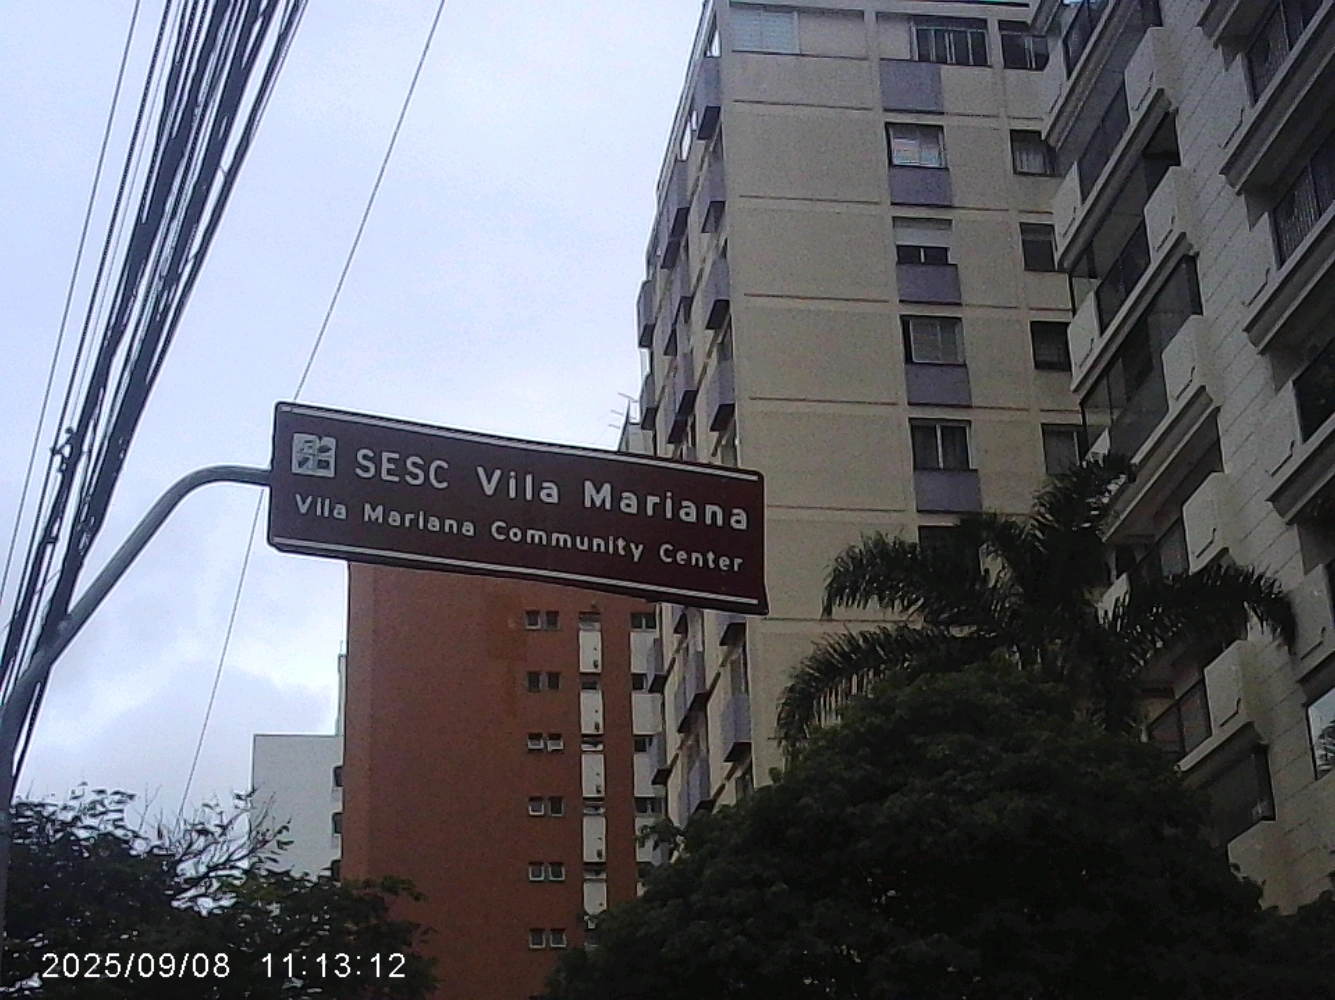 SESC Vila Mariana
Vila Mariana Community Center
2025/09/08 11:13:12